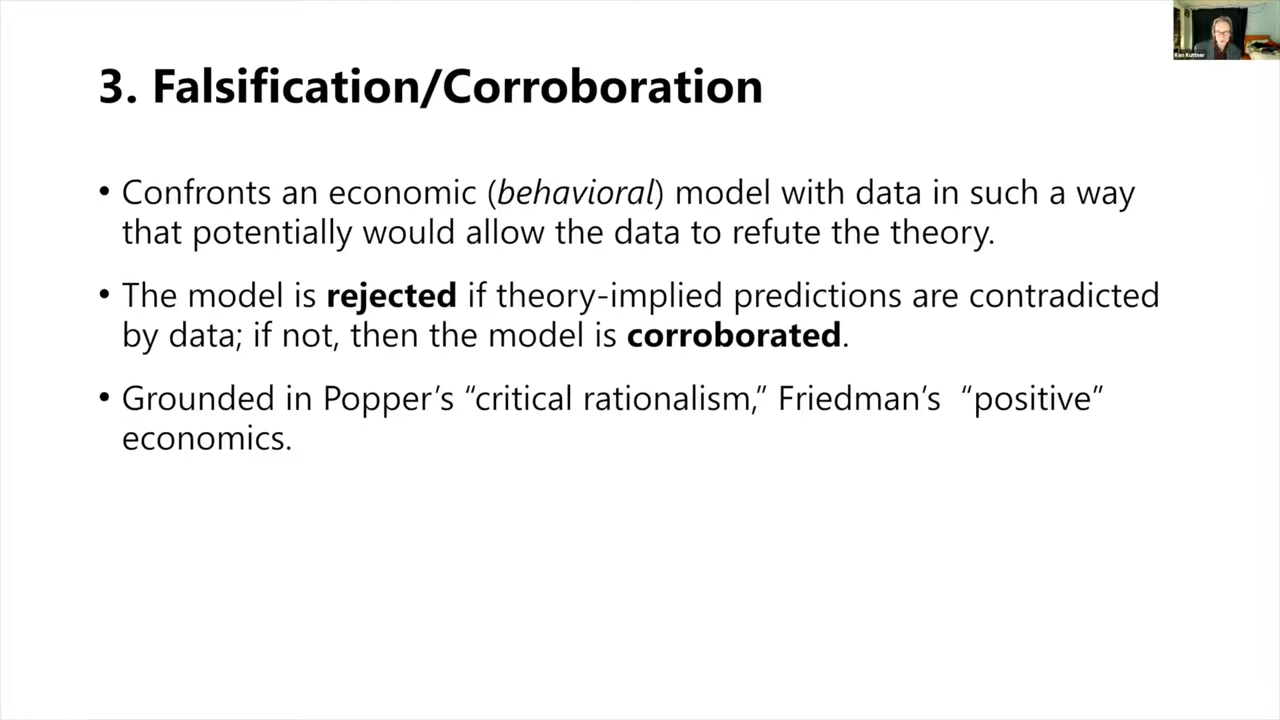 3. Falsification/Corroboration
• Confronts an economic (behavioral) model with data in such a way
that potentially would allow the data to refute the theory.
• The model is rejected if theory-implied predictions are contradicted
by data; if not, then the model is corroborated.
• Grounded in Popper’s “critical rationalism,” Friedman’s “positive”
economics.
Ken Kuttner